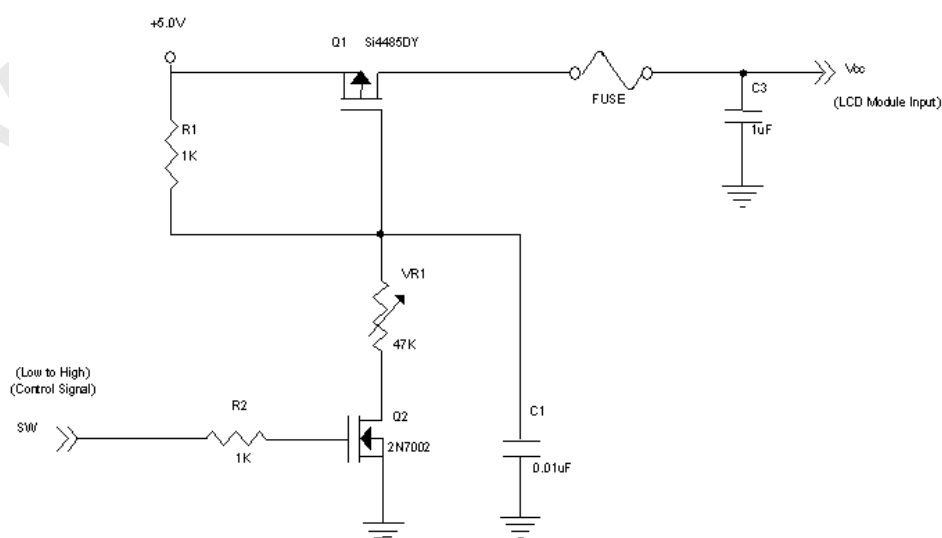 +5.0V
Q1 Si4485DY
Vcc
C3
FUSE
(LCD Module Input)
R1
1uF
1K
VR1
47K
(Low to High)
(Control Signal)
R2
Q2
C1
SW
2N7002
1K
0.01uF